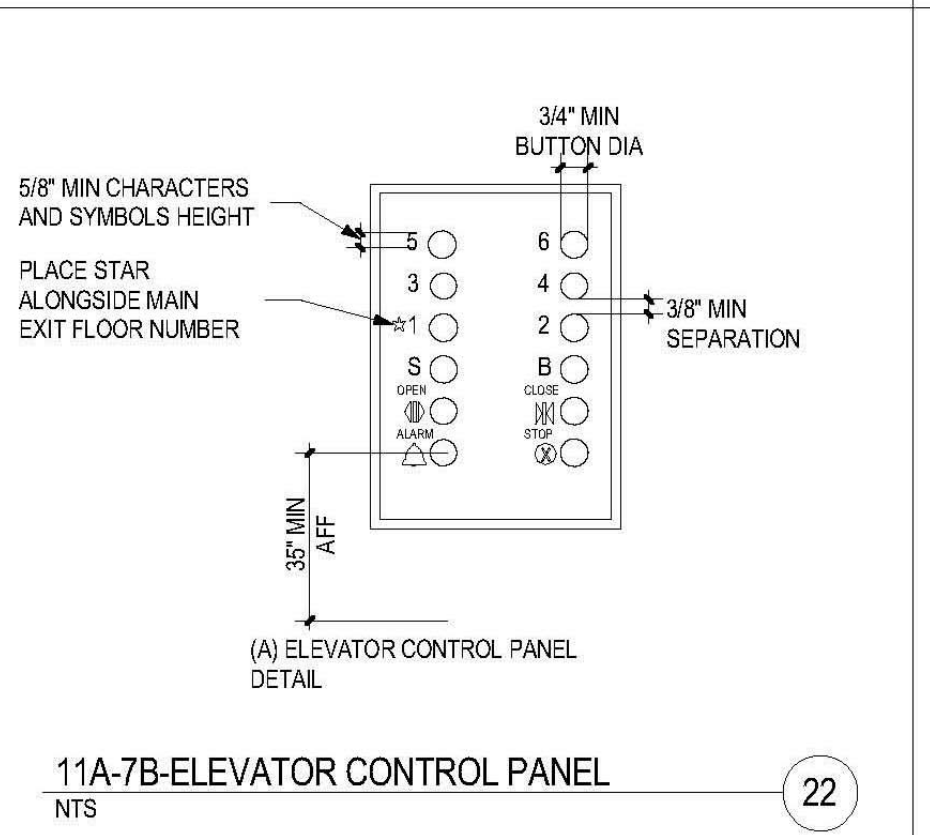 3/4" MIN
BUTTON DIA
5/8" MIN CHARACTERS
AND SYMBOLS HEIGHT
5 6
PLACE STAR
ALONGSIDE MAIN
EXIT FLOOR NUMBER
3 4
3/8" MIN
SEPARATION
☆1 2
S B
OPEN CLOSE
ALARM STOP
X
35" MIN
AFF
(A) ELEVATOR CONTROL PANEL
DETAIL
11A-7B-ELEVATOR CONTROL PANEL
NTS
22